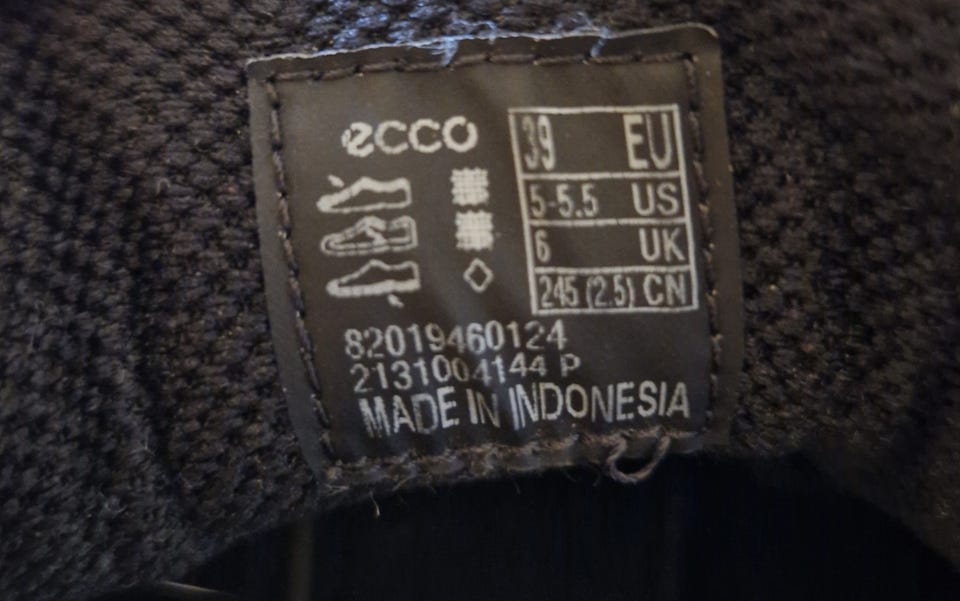 ecco
39 EU
5-5.5 US
6 UK
245 (2.5) CN
82019460124
2131004144 P
MADE IN INDONESIA